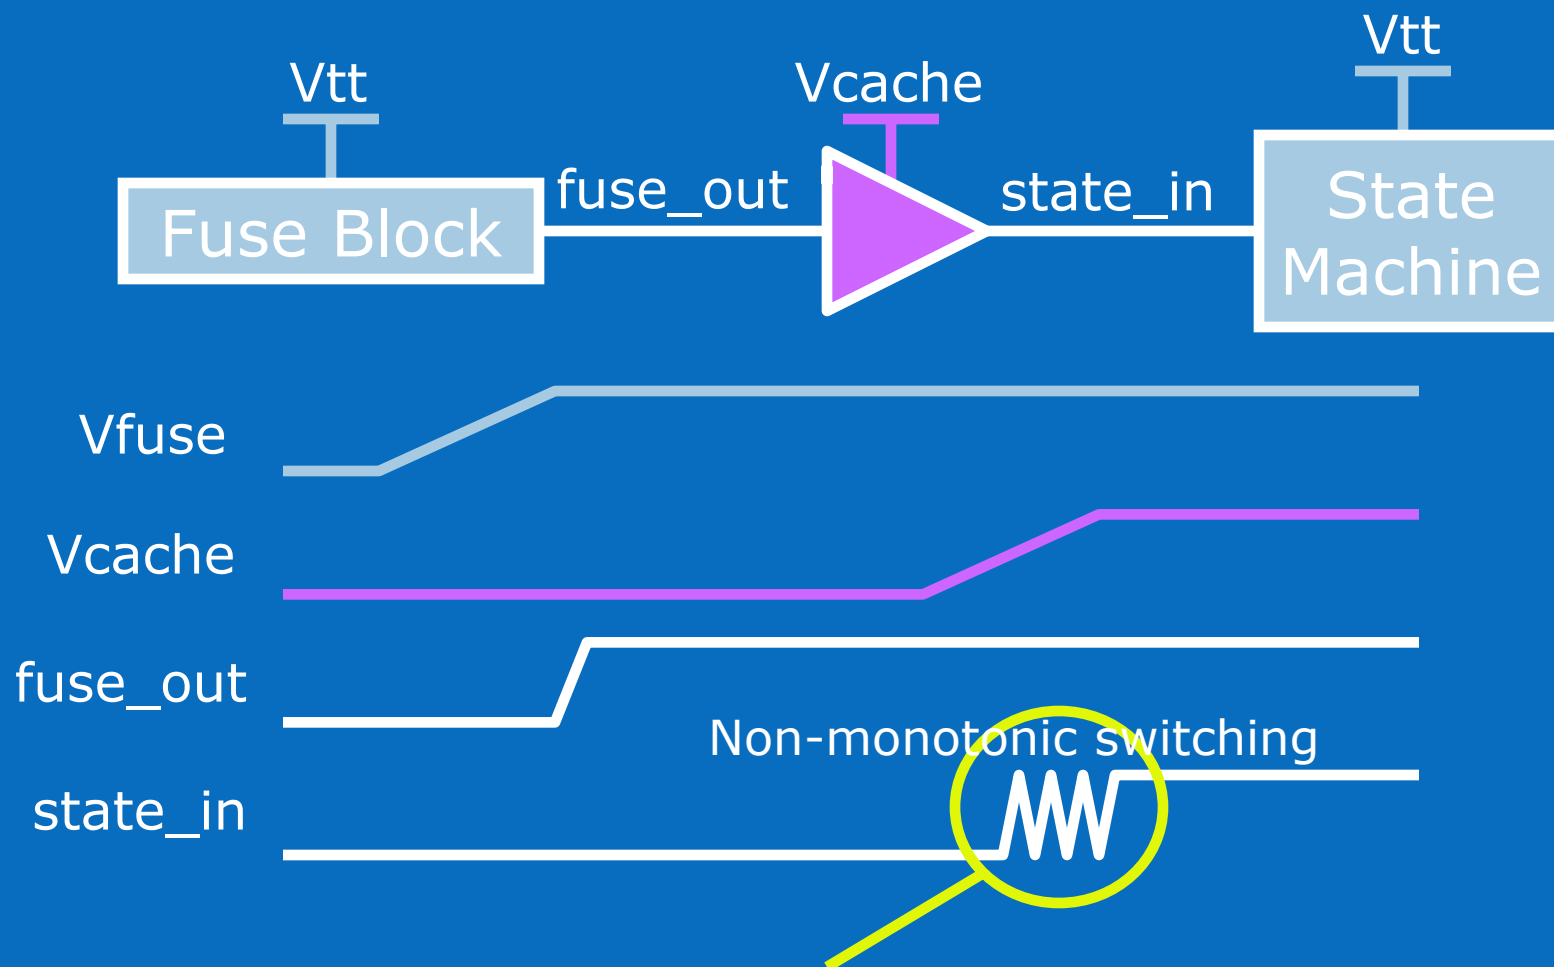 Vtt
Vcache
Vtt
Fuse Block
fuse_out
state_in
State
Machine
Vfuse
Vcache
fuse_out
Non-monotonic switching
state_in